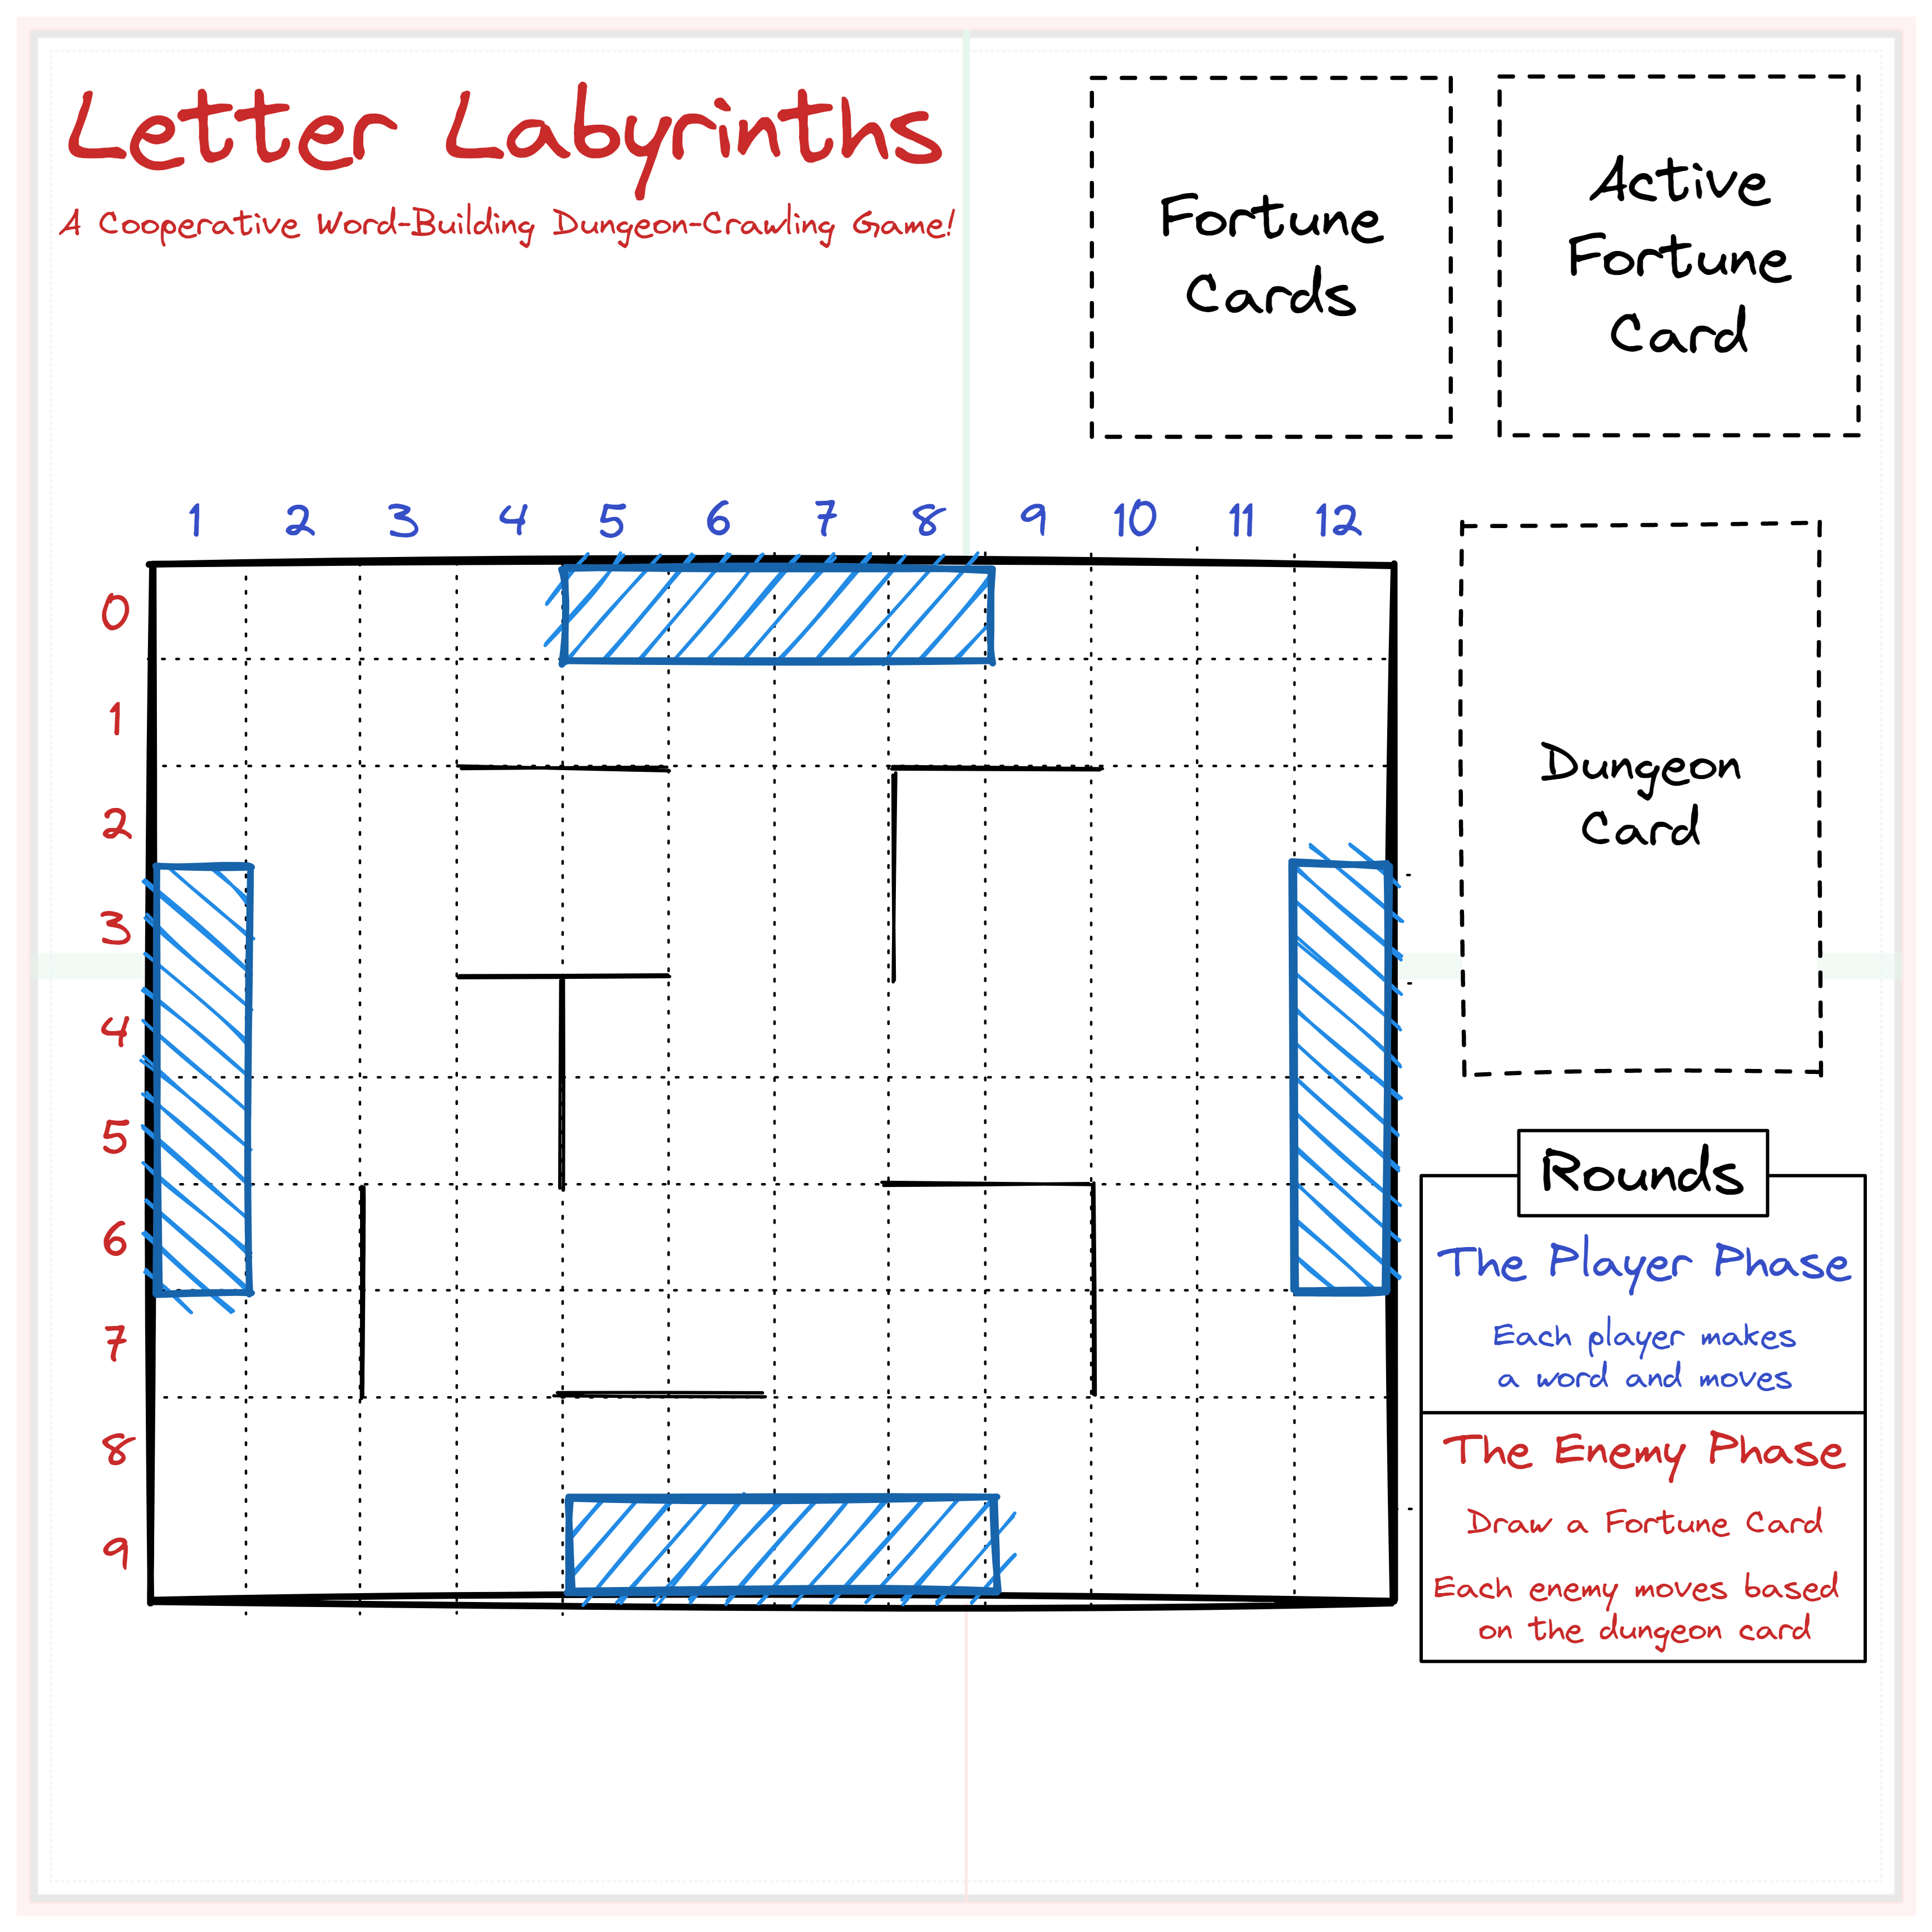 Letter Labyrinths
A Cooperative Word-Building Dungeon-Crawling Game!
Fortune
Cards
Active
Fortune
Card
1 2 3 4 5 6 7 8 9 10 11 12
0
1
2
3
4
5
6
7
8
9
Dungeon
Card
Rounds
The Player Phase
Each player makes
a word and moves
The Enemy Phase
Draw a Fortune Card
Each enemy moves based
on the dungeon card